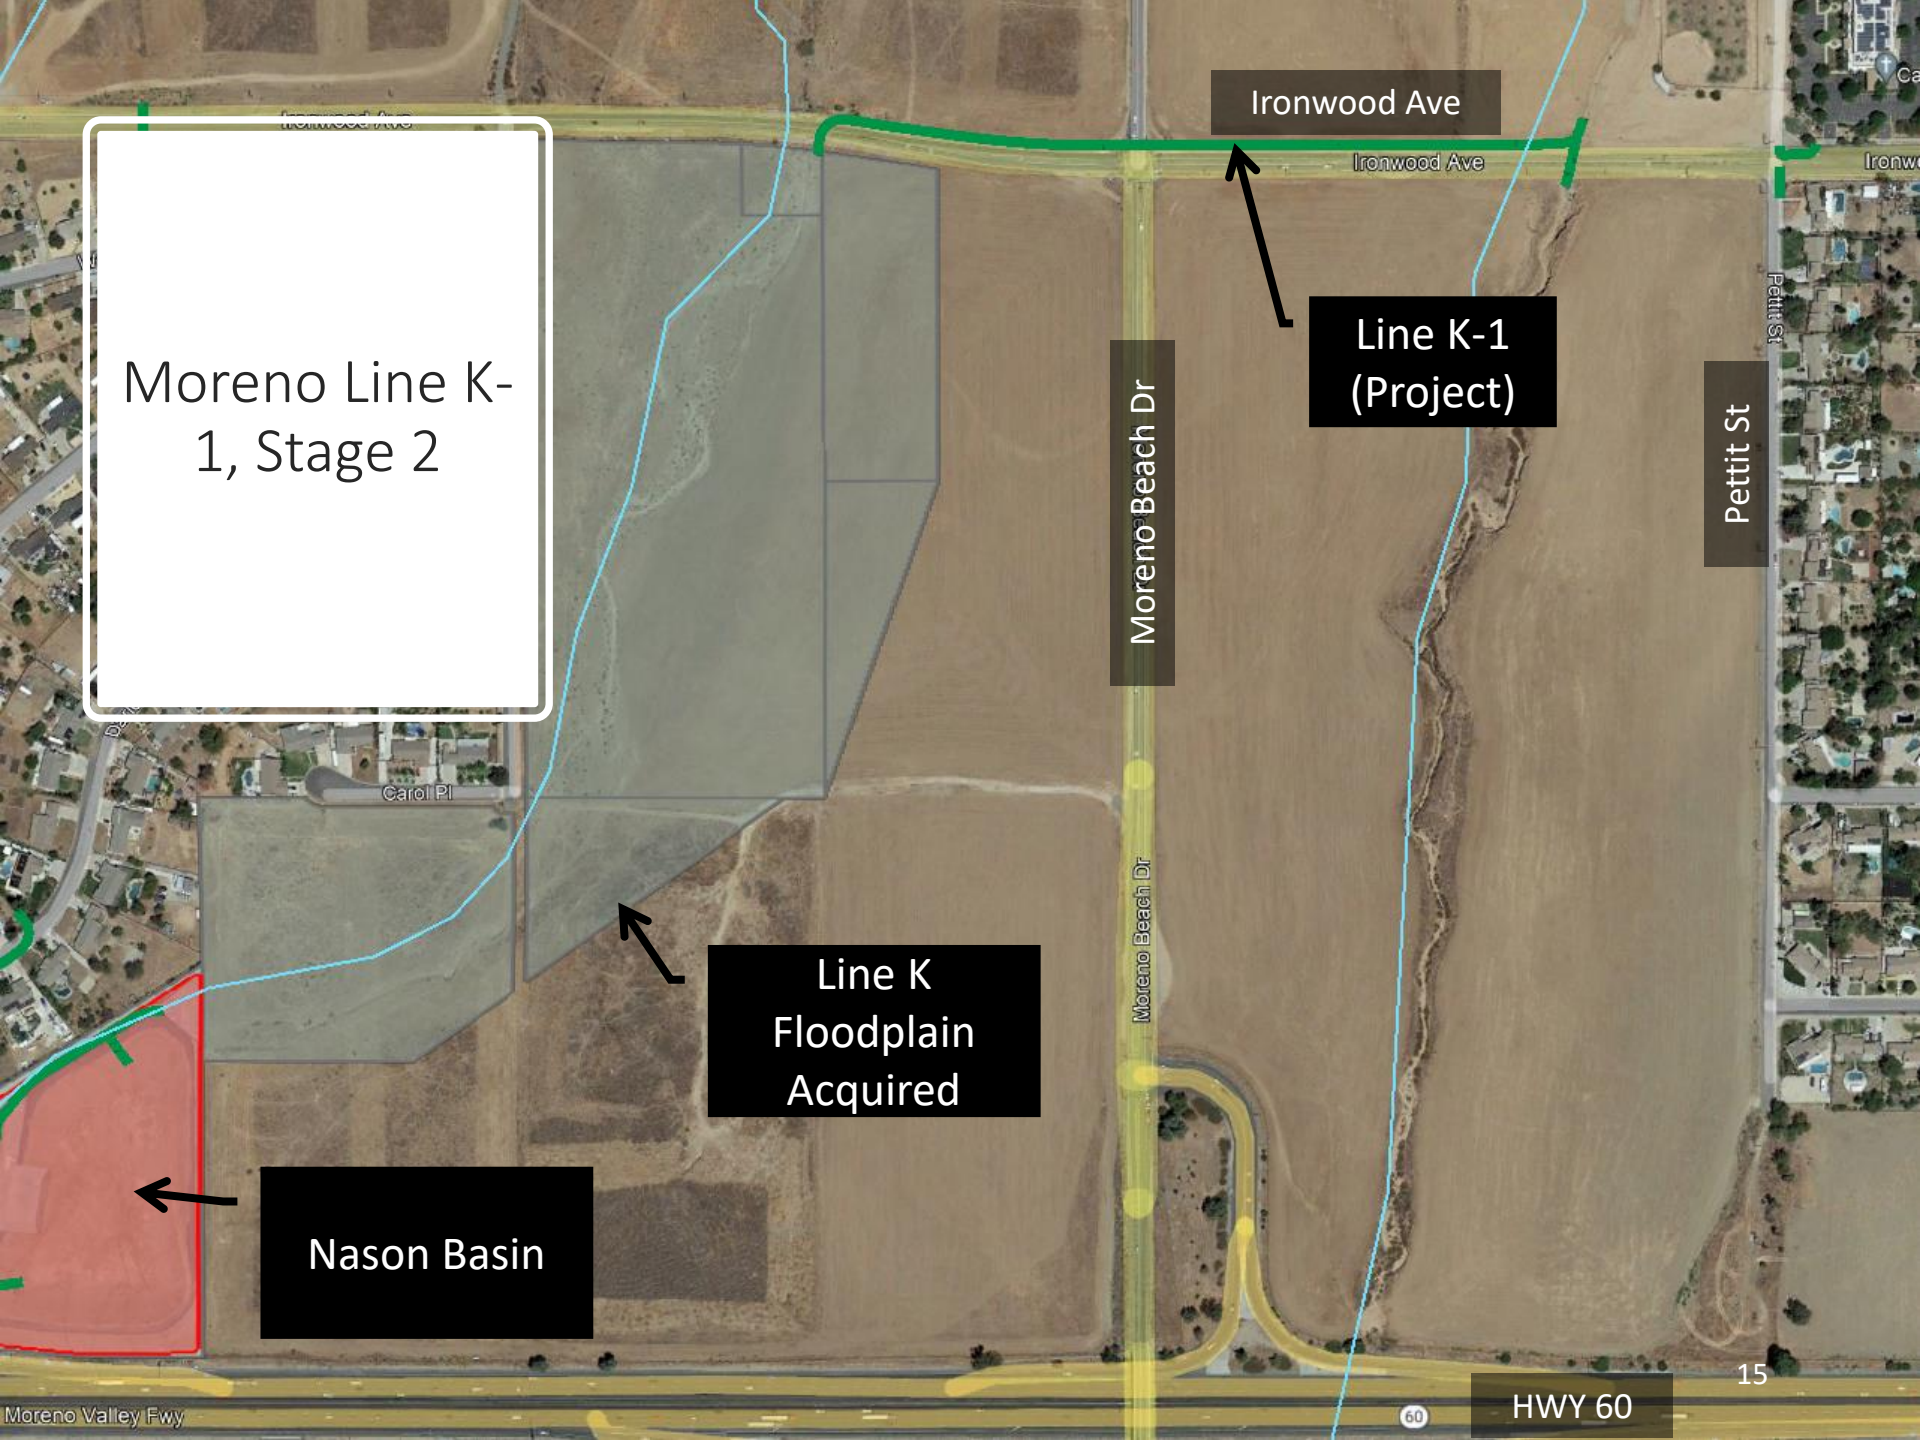 Ca
Ironwood Ave
Ironwood Ave
Ironwood Ave
Ironwo
Pettit St
Line K-1
(Project)
Moreno Line K-
1, Stage 2
Moreno Beach Dr
Pettit St
Carol Pl
Moreno Beach Dr
Line K
Floodplain
Acquired
Nason Basin
15
HWY 60
60
Moreno Valley Fwy